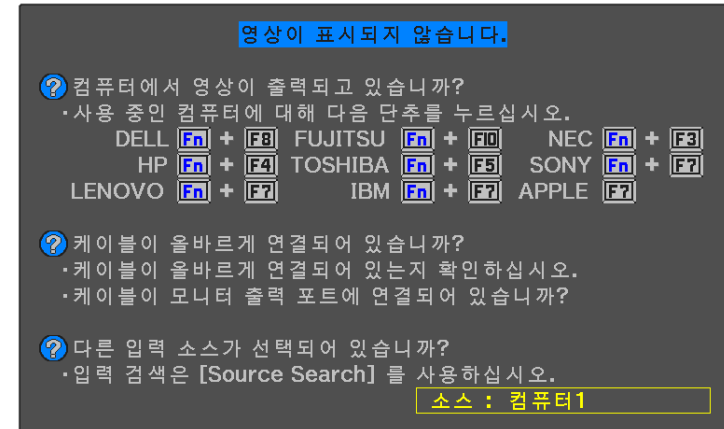 영상이 표시되지 않습니다.
? 컴퓨터에서 영상이 출력되고 있습니까?
·사용 중인 컴퓨터에 대해 다음 단추를 누르십시오.
DELL Fn + F8 FUJITSU Fn + F10 NEC Fn + F3
HP Fn + F4 TOSHIBA Fn + F5 SONY Fn + F7
LENOVO Fn + F7 IBM Fn + F7 APPLE F7
? 케이블이 올바르게 연결되어 있습니까?
·케이블이 올바르게 연결되어 있는지 확인하십시오.
·케이블이 모니터 출력 포트에 연결되어 있습니까?
? 다른 입력 소스가 선택되어 있습니까?
·입력 검색은 [Source Search] 를 사용하십시오.
소스 : 컴퓨터1